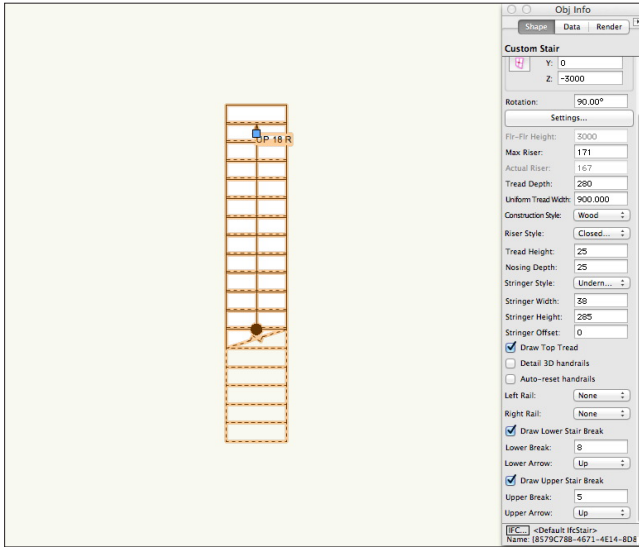 Obj Info
Shape Data Render
Custom Stair
Y: 0
Z: -3000
Rotation: 90.00°
Settings...
Flr-Flr Height: 3000
Max Riser: 171
Actual Riser: 167
Tread Depth: 280
Uniform Tread Width: 900.000
Construction Style: Wood
Riser Style: Closed...
Tread Height: 25
Nosing Depth: 25
Stringer Style: Undern...
Stringer Width: 38
Stringer Height: 285
Stringer Offset: 0
Draw Top Tread
Detail 3D handrails
Auto-reset handrails
Left Rail: None
Right Rail: None
Draw Lower Stair Break
Lower Break: 8
Lower Arrow: Up
Draw Upper Stair Break
Upper Break: 5
Upper Arrow: Up
IFC... <Default IfcStair>
Name: [8579C78B-4671-4E14-8D8
UP 18 R